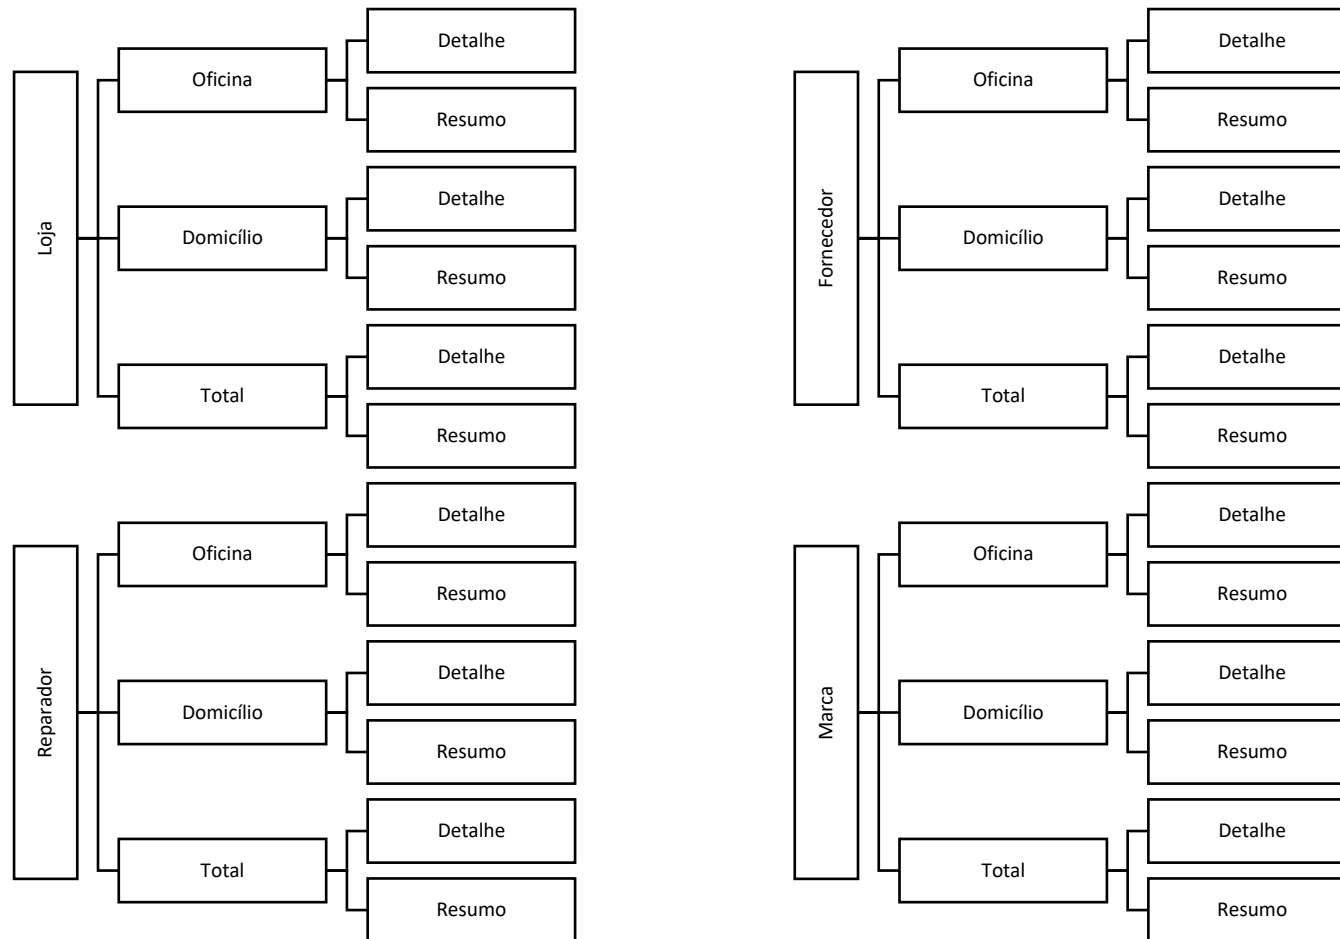 Loja
Oficina
Detalhe
Resumo
Domicílio
Detalhe
Resumo
Total
Detalhe
Resumo
Fornecedor
Oficina
Detalhe
Resumo
Domicílio
Detalhe
Resumo
Total
Detalhe
Resumo
Reparador
Oficina
Detalhe
Resumo
Domicílio
Detalhe
Resumo
Total
Detalhe
Resumo
Marca
Oficina
Detalhe
Resumo
Domicílio
Detalhe
Resumo
Total
Detalhe
Resumo